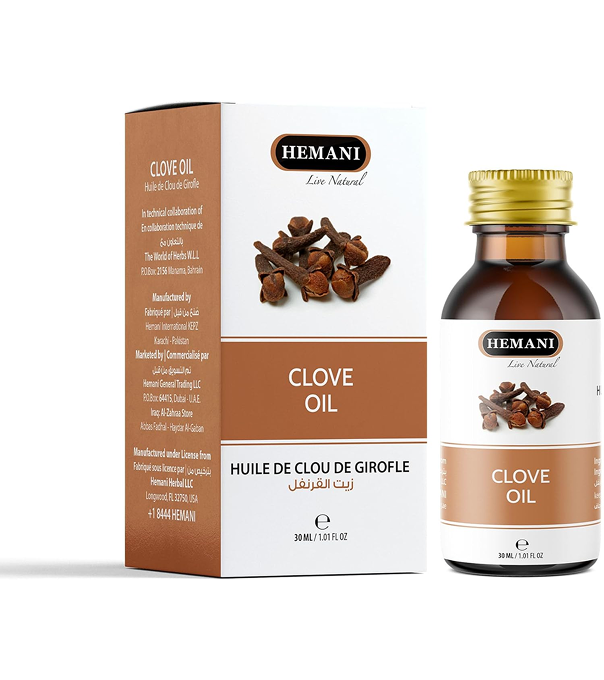 CLOVE OIL
Huile de Clou de Girofle
In technical collaboration of
En collaboration technique de
بالتعاون مع
The World of Herbs W.L.L
P.O.Box: 2156 Manama, Bahrain
Manufactured by
Fabriqué par | صُنع من قبل
Hemani International KEPZ
Karachi - Pakistan
Marketed by | Commercialisé par
تم التسويق من قبل
Hemani General Trading LLC
P.O.Box: 64415, Dubai - U.A.E.
Iraq: Al-Zahraa Store
Abbas Fadhal - Haydar Al-Gaban
Manufactured under License from
Fabriqué sous licence par | بترخيص من
Hemani Herbal LLC
Longwood, FL 32750, USA
+1 8444 HEMANI
HEMANI
Live Natural
CLOVE
OIL
HUILE DE CLOU DE GIROFLE
زيت القرنفل
℮
30 ML / 1.01 FL OZ
HEMANI
Live Natural
CLOVE
OIL
℮
30 ML / 1.01 FL OZ